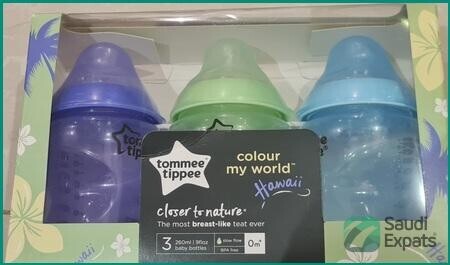 tommee
tippee
colour
my world™
Hawaii
closer to nature®
The most breast-like teat ever
3 260ml / 9floz
baby bottles
slow flow
BPA free
0m+
Saudi
Expats®